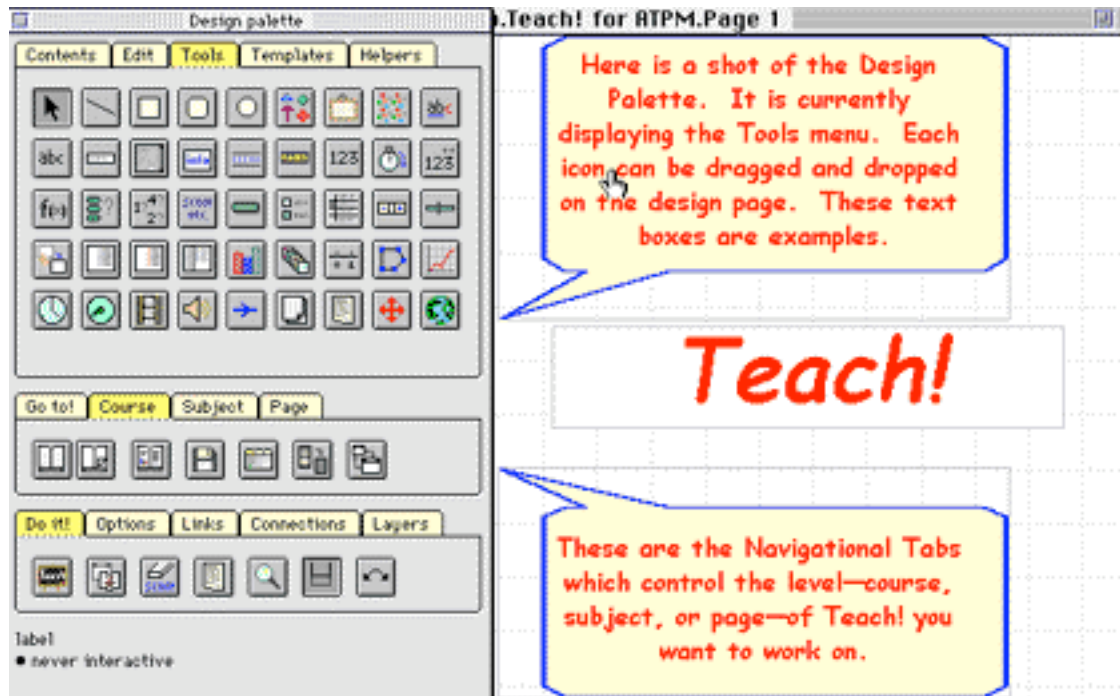 Design palette
.Teach! for ATPM.Page 1
Contents Edit Tools Templates Helpers
abc
abc
123
123
f(x)
Go to! Course Subject Page
Do it! Options Links Connections Layers
label
• never interactive
Here is a shot of the Design
Palette. It is currently
displaying the Tools menu. Each
icon can be dragged and dropped
on the design page. These text
boxes are examples.
Teach!
These are the Navigational Tabs
which control the level—course,
subject, or page—of Teach! you
want to work on.